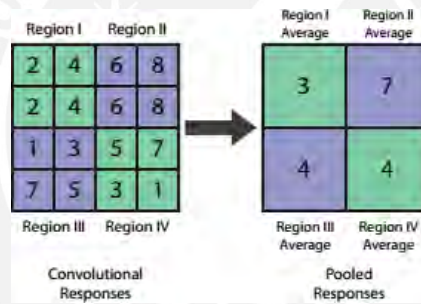 Region I Region II
2 4 6 8
2 4 6 8
1 3 5 7
7 5 3 1
Region III Region IV
Convolutional
Responses
Region I
Average
Region II
Average
3 7
4 4
Region III
Average
Region IV
Average
Pooled
Responses